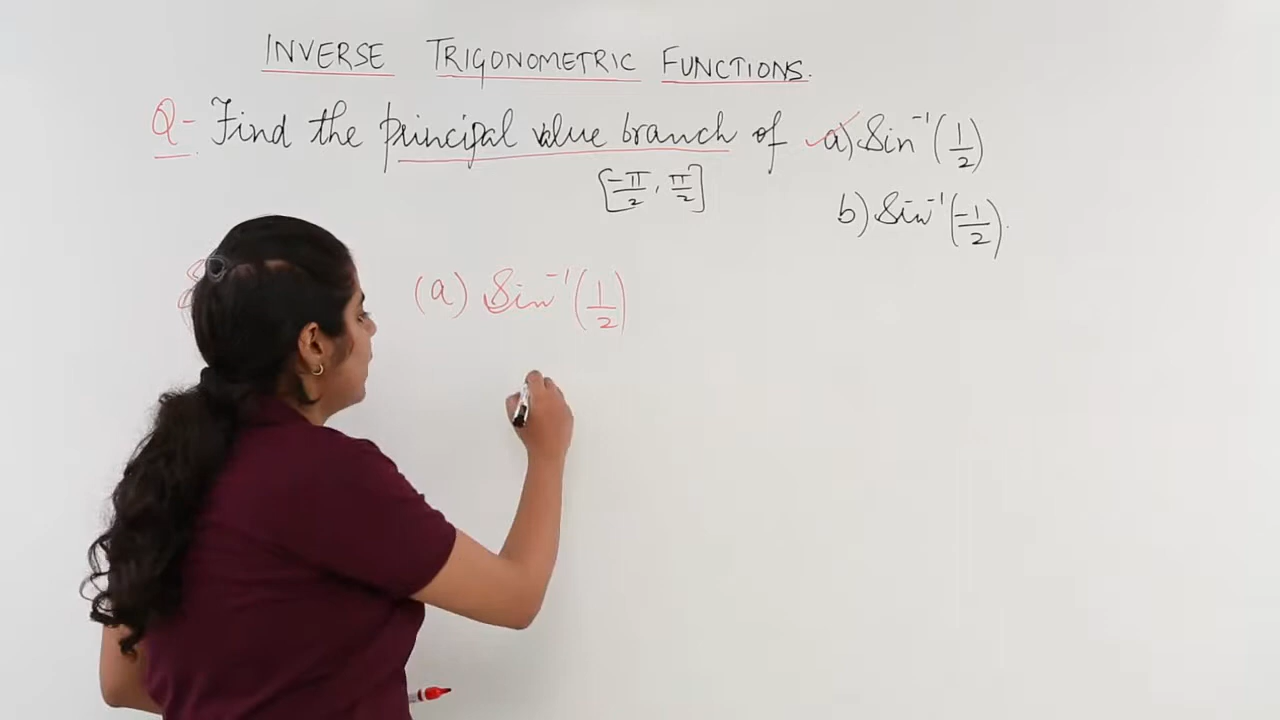 INVERSE TRIGONOMETRIC FUNCTIONS.
Q- Find the principal value branch of a) Sin⁻¹(1/2)
[-π/2, π/2]
b) Sin⁻¹(-1/2).
(a) Sin⁻¹(1/2)